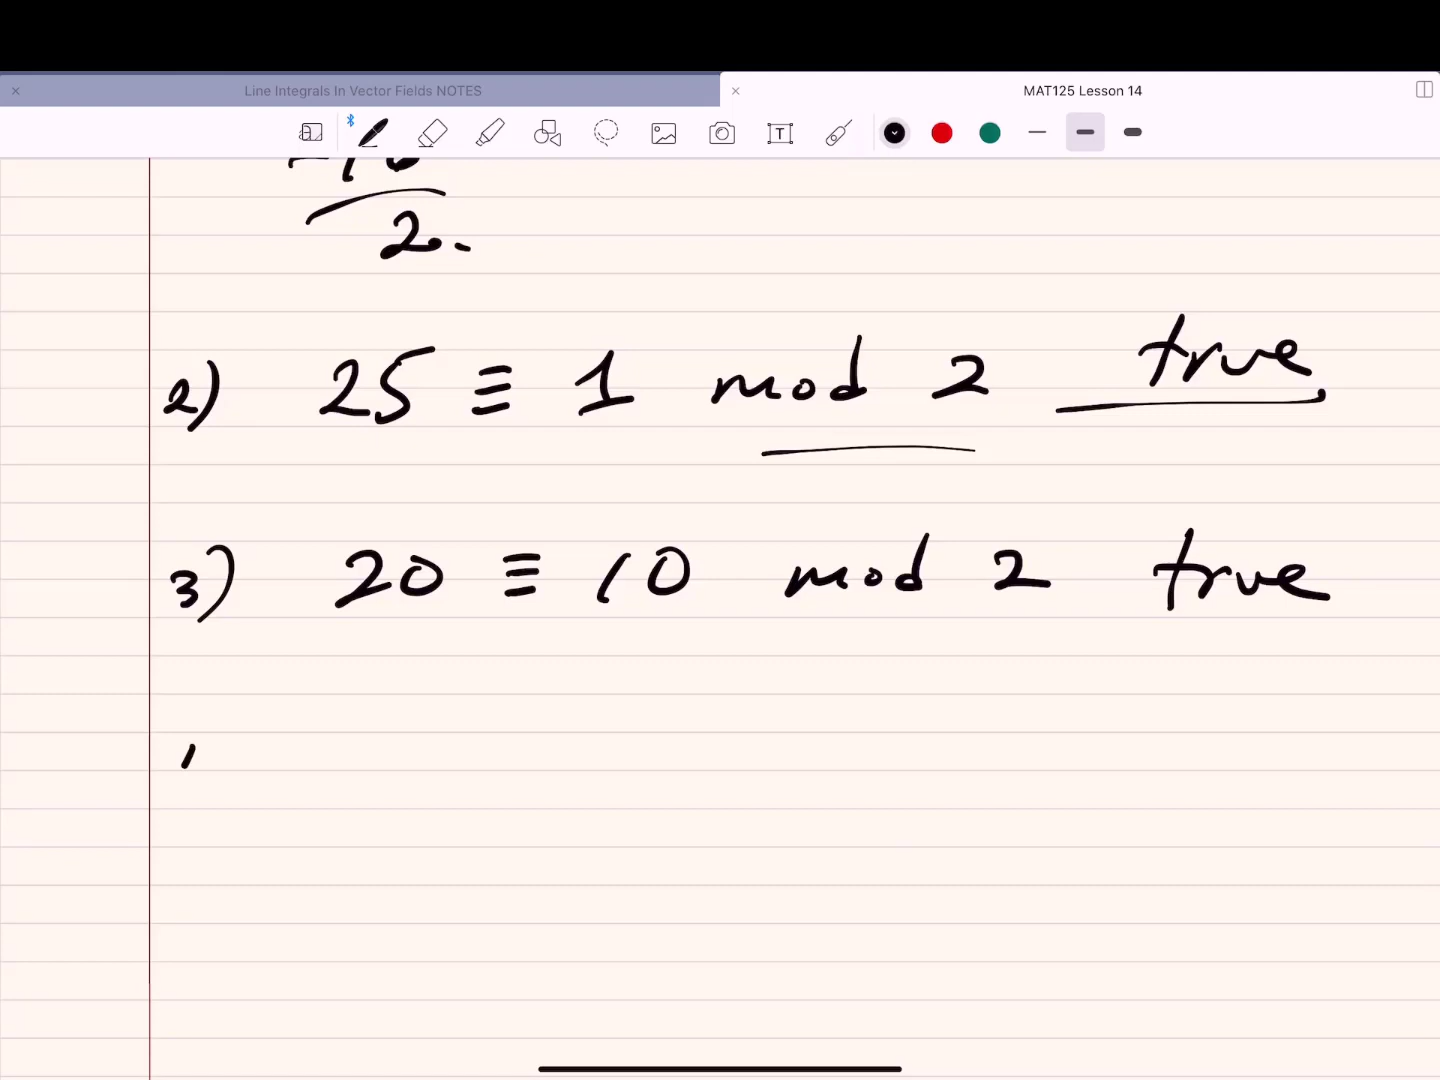 Line Integrals In Vector Fields NOTES
MAT125 Lesson 14
T
2.
2) 25 ≡ 1 mod 2 true
3) 20 ≡ 10 mod 2 true